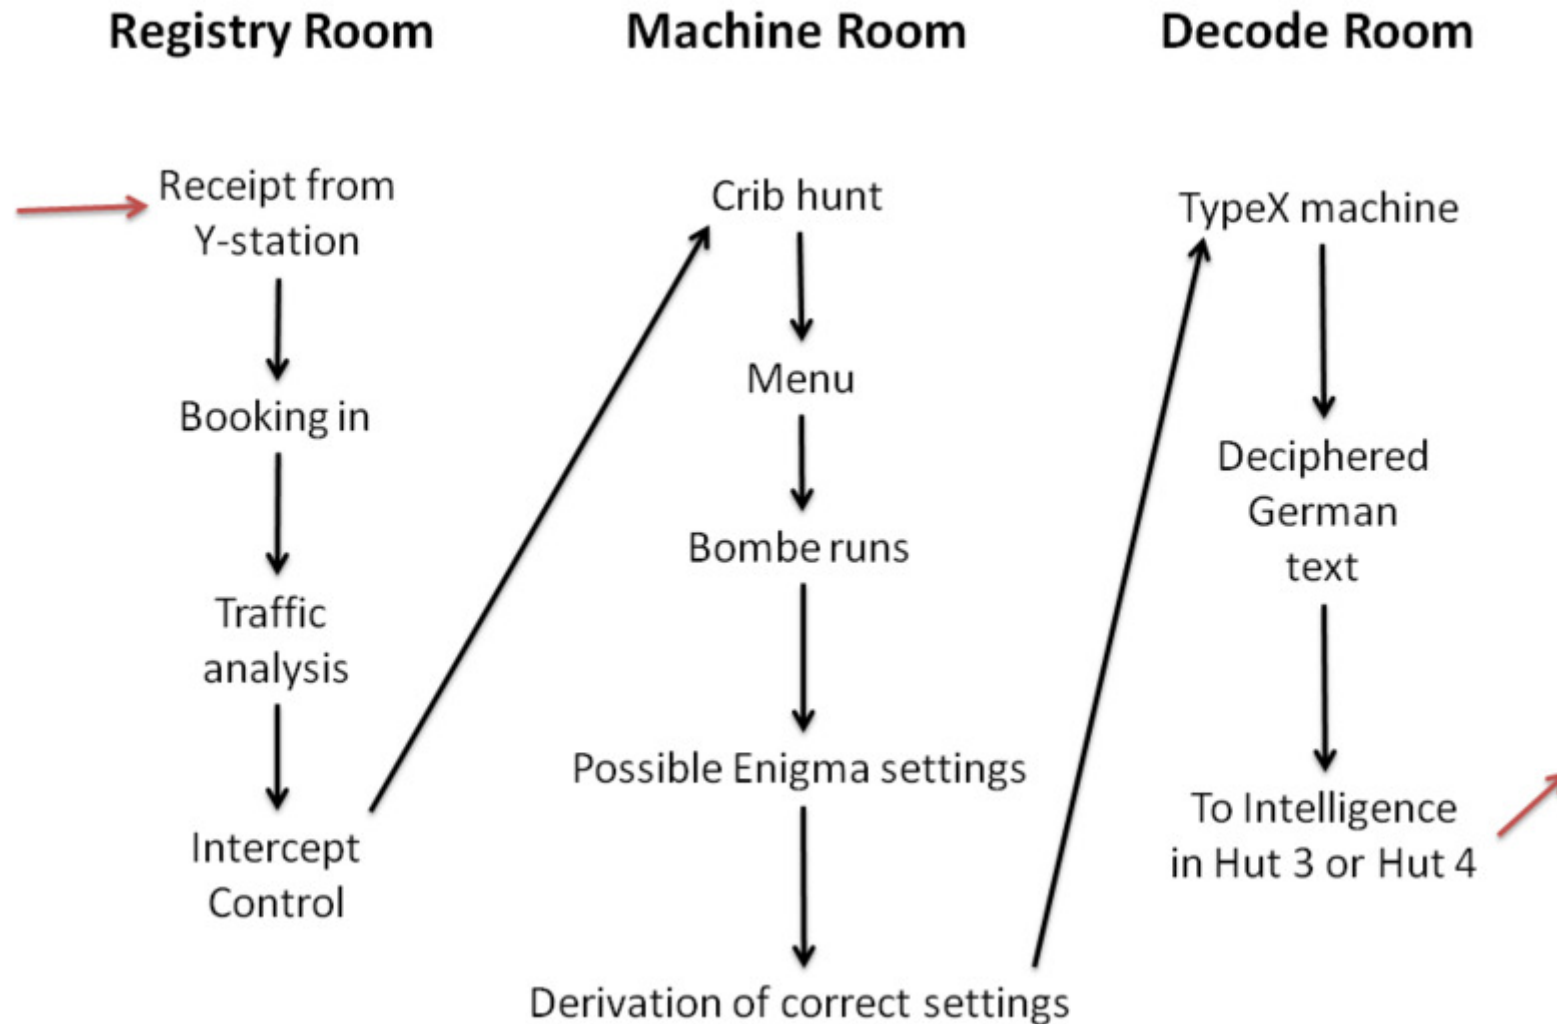 Registry Room
Receipt from
Y-station
Booking in
Traffic
analysis
Intercept
Control
Machine Room
Crib hunt
Menu
Bombe runs
Possible Enigma settings
Derivation of correct settings
Decode Room
TypeX machine
Deciphered
German
text
To Intelligence
in Hut 3 or Hut 4